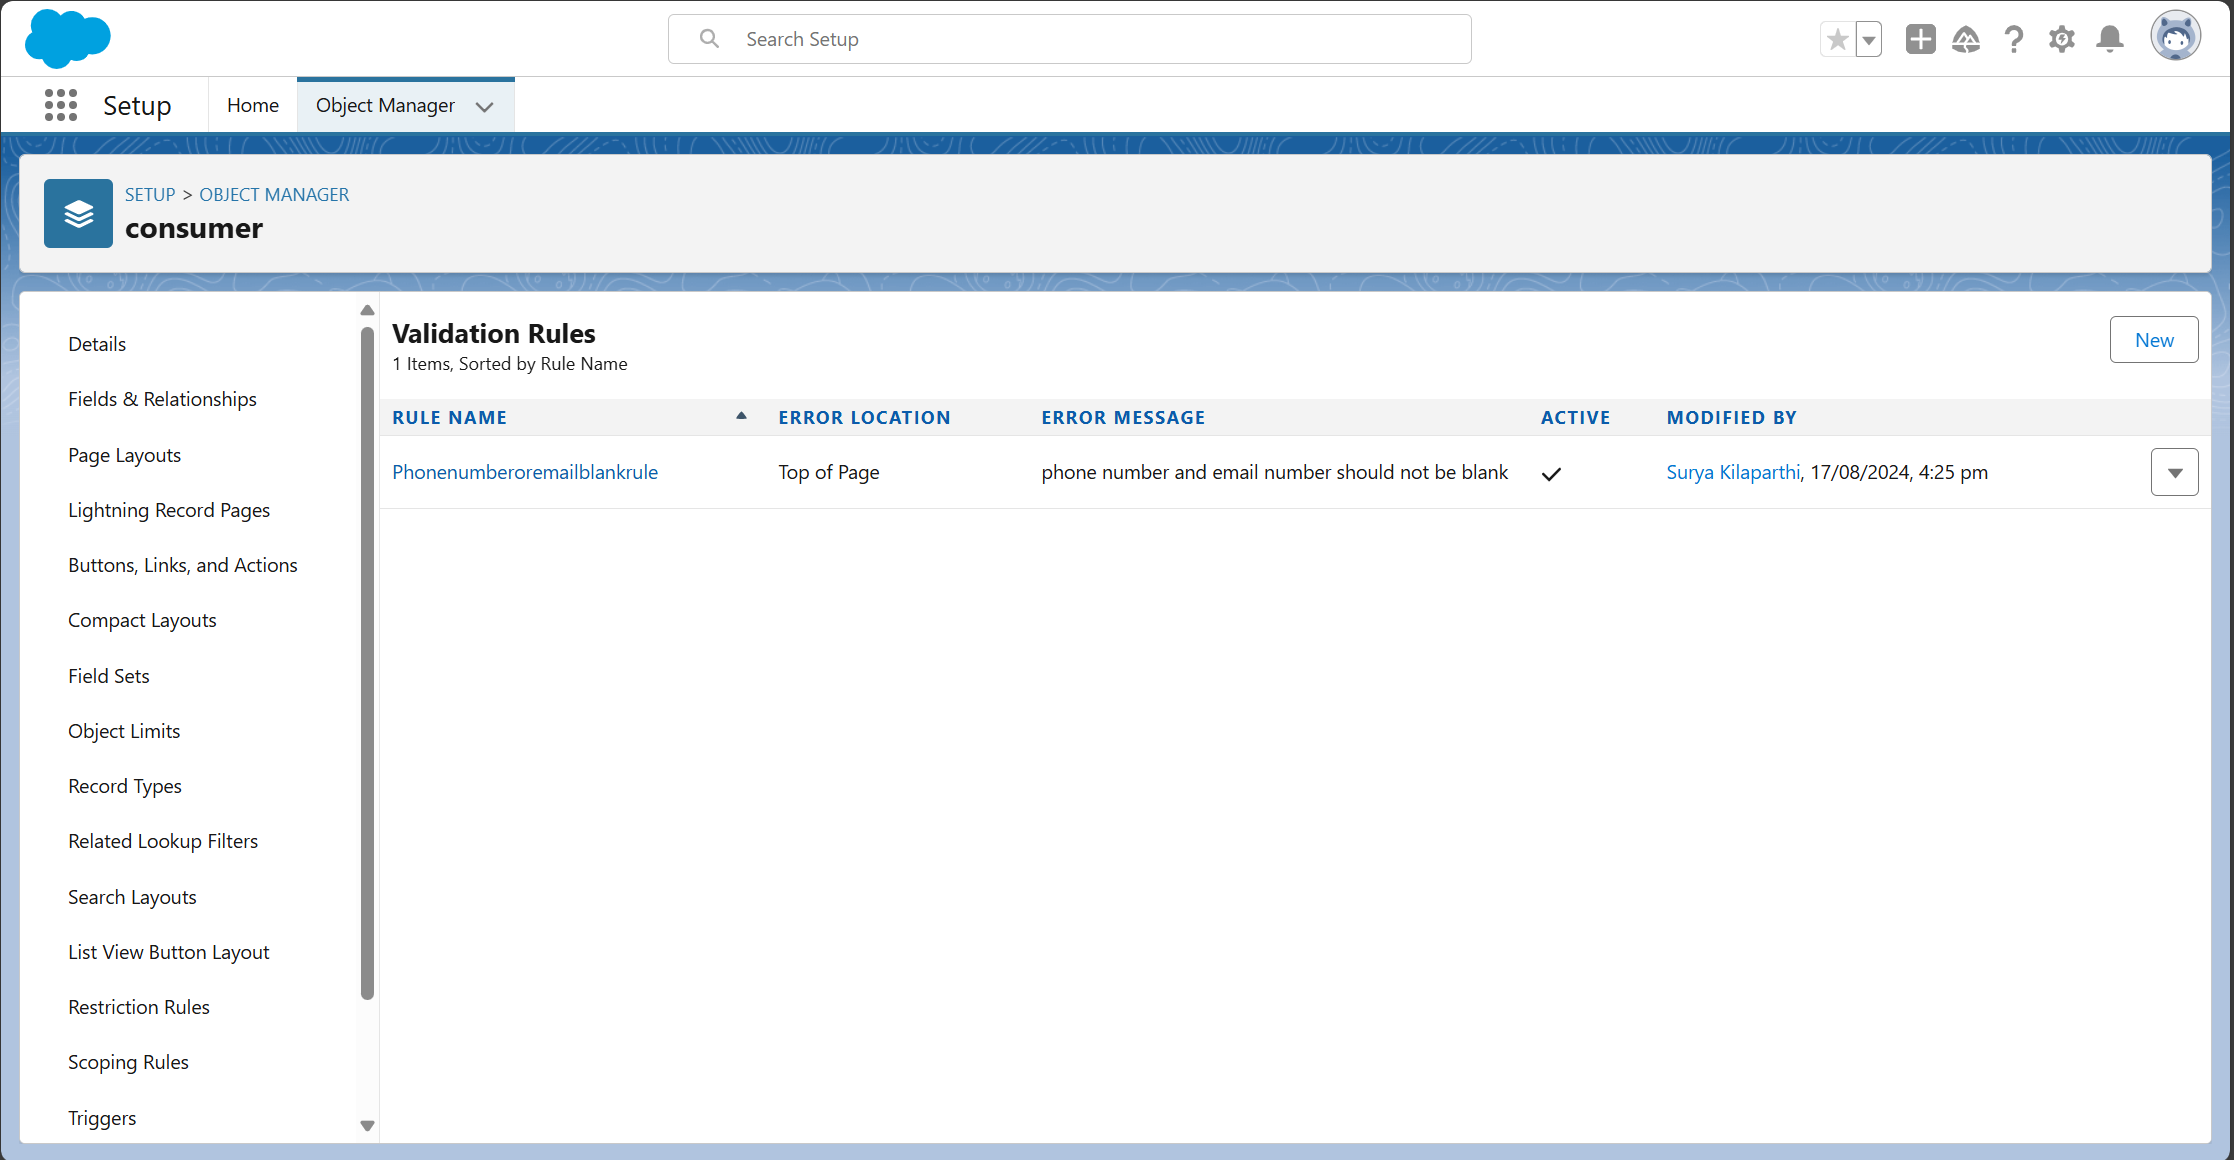 Search Setup
Setup
Home
Object Manager
SETUP > OBJECT MANAGER
consumer
Details
Fields & Relationships
Page Layouts
Lightning Record Pages
Buttons, Links, and Actions
Compact Layouts
Field Sets
Object Limits
Record Types
Related Lookup Filters
Search Layouts
List View Button Layout
Restriction Rules
Scoping Rules
Triggers
Validation Rules
1 Items, Sorted by Rule Name
New
RULE NAME ERROR LOCATION ERROR MESSAGE ACTIVE MODIFIED BY
Phonenumberoremailblankrule Top of Page phone number and email number should not be blank Surya Kilaparthi, 17/08/2024, 4:25 pm